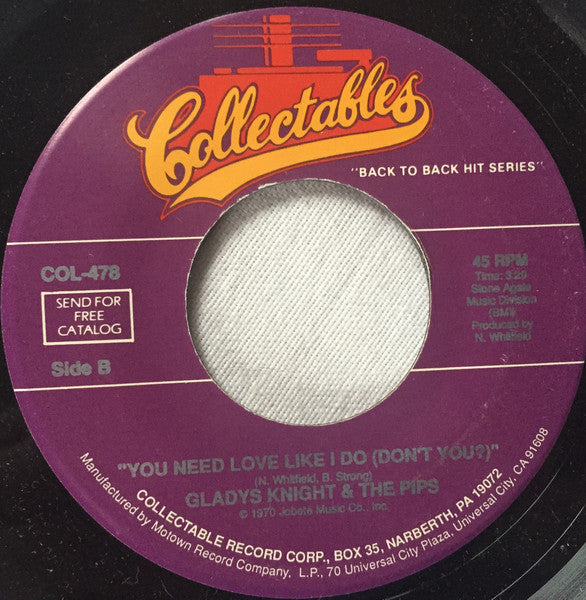 Collectables
"BACK TO BACK HIT SERIES"
COL-478
SEND FOR
FREE
CATALOG
Side B
45 RPM
Time: 3:20
Stone Agate
Music Division
(BMI)
Produced by
N. Whitfield
"YOU NEED LOVE LIKE I DO (DON'T YOU?)"
(N. Whitfield, B. Strong)
GLADYS KNIGHT & THE PIPS
© 1970 Jobete Music Co., Inc.
COLLECTABLE RECORD CORP., BOX 35, NARBERTH, PA 19072
Manufactured by Motown Record Company, L.P., 70 Universal City Plaza, Universal City, CA 91608